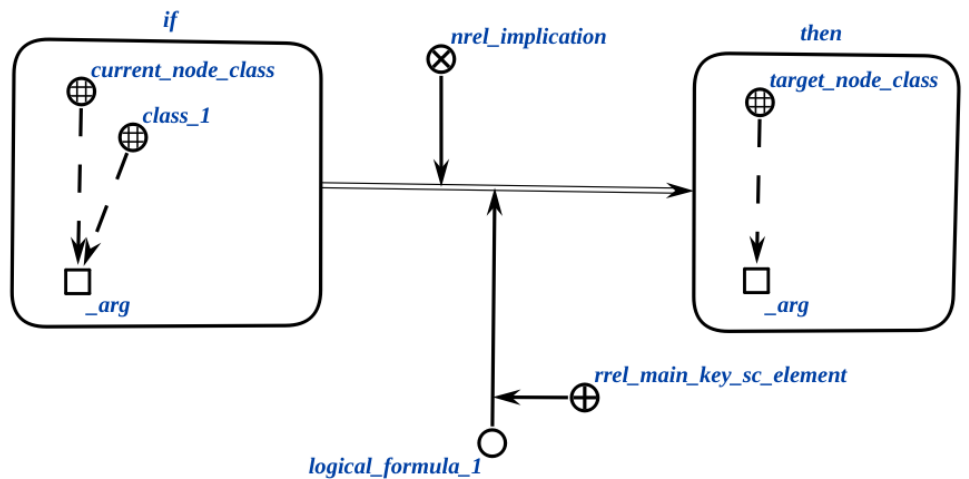 if
nrel_implication
then
current_node_class
class_1
_arg
target_node_class
_arg
rrel_main_key_sc_element
logical_formula_1